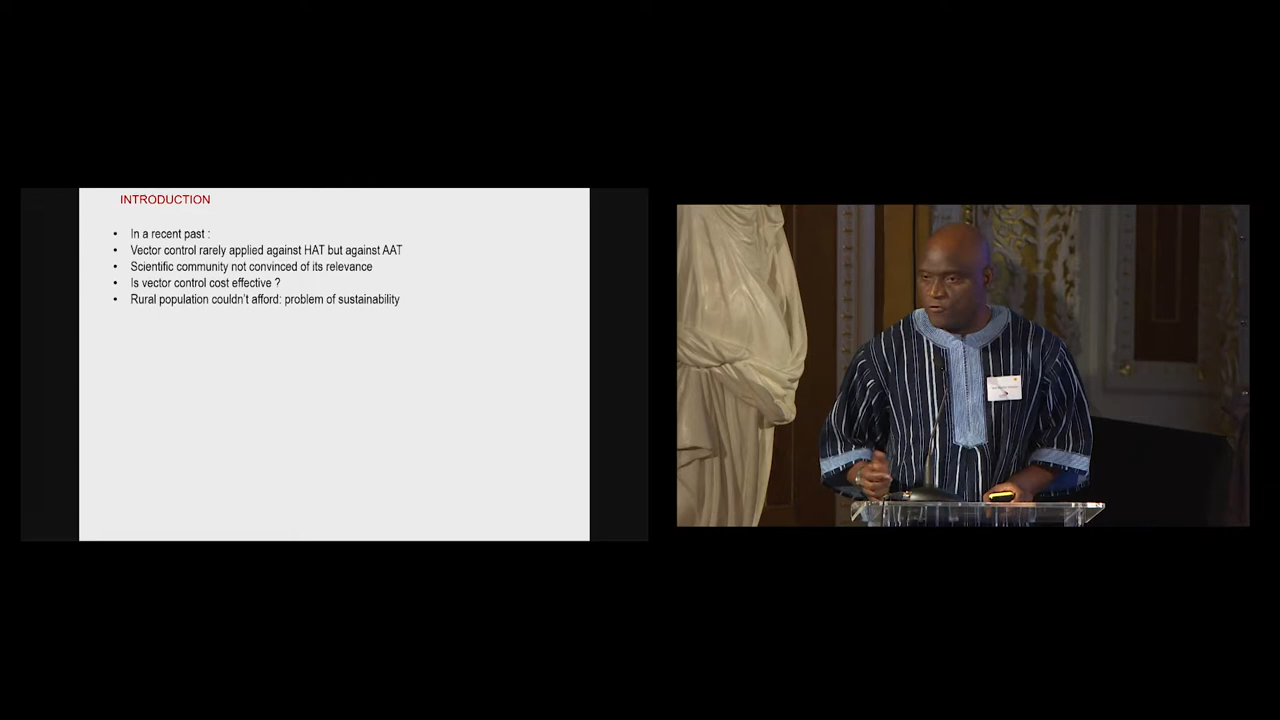 INTRODUCTION
• In a recent past :
• Vector control rarely applied against HAT but against AAT
• Scientific community not convinced of its relevance
• Is vector control cost effective ?
• Rural population couldn't afford: problem of sustainability